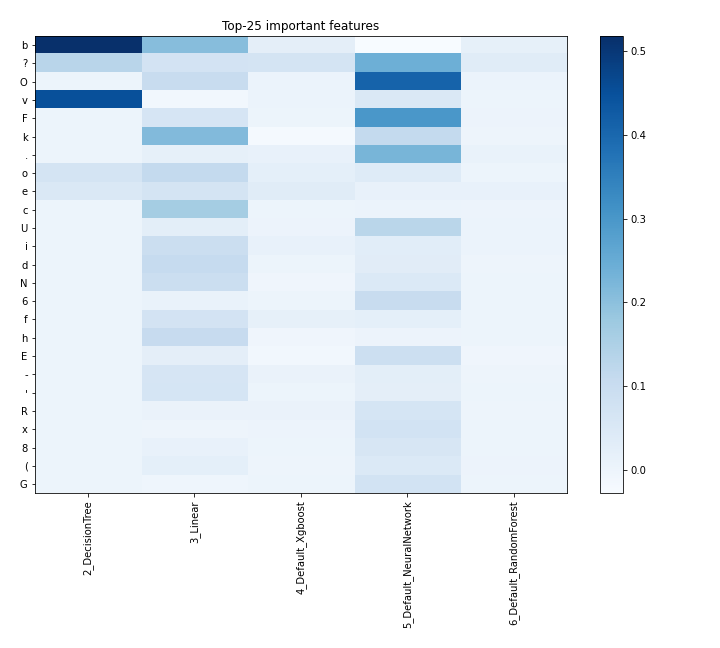 Top-25 important features
b
?
O
v
F
k
.
o
e
c
U
i
d
N
6
f
h
E
-
'
R
x
8
(
G
2_DecisionTree
3_Linear
4_Default_Xgboost
5_Default_NeuralNetwork
6_Default_RandomForest
0.5
0.4
0.3
0.2
0.1
0.0